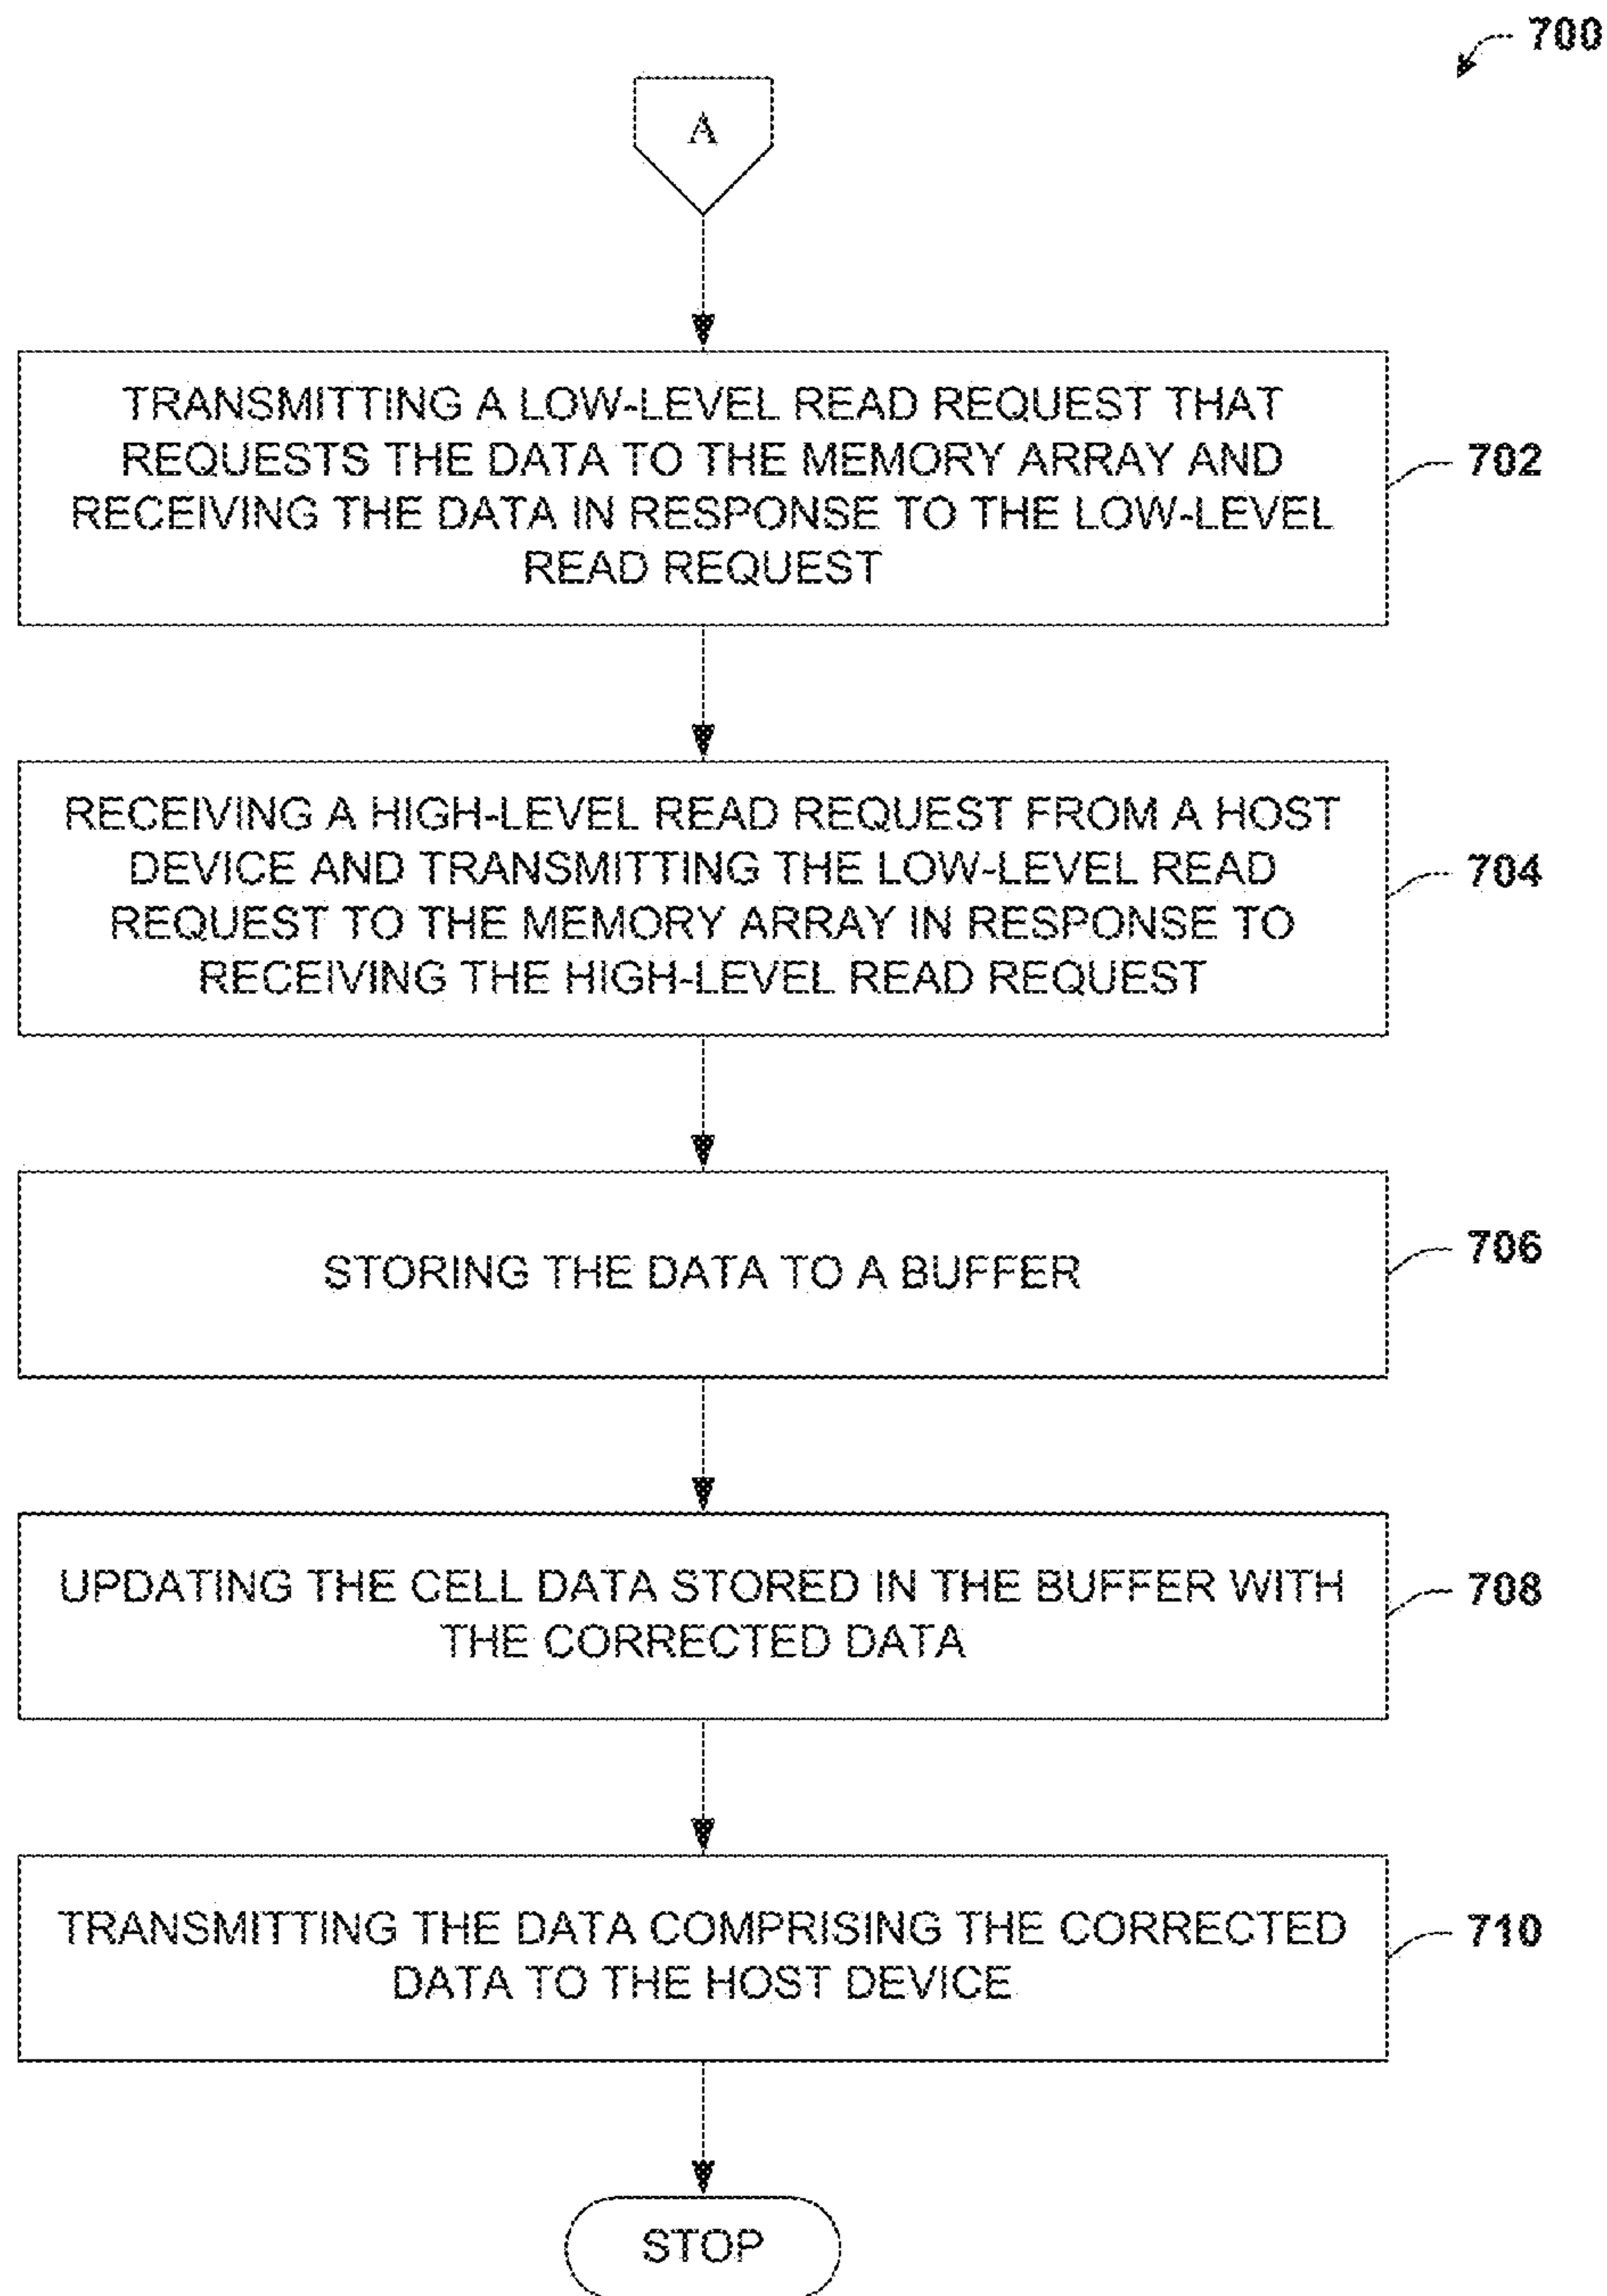 700
A
TRANSMITTING A LOW-LEVEL READ REQUEST THAT
REQUESTS THE DATA TO THE MEMORY ARRAY AND
RECEIVING THE DATA IN RESPONSE TO THE LOW-LEVEL
READ REQUEST
702
RECEIVING A HIGH-LEVEL READ REQUEST FROM A HOST
DEVICE AND TRANSMITTING THE LOW-LEVEL READ
REQUEST TO THE MEMORY ARRAY IN RESPONSE TO
RECEIVING THE HIGH-LEVEL READ REQUEST
704
STORING THE DATA TO A BUFFER
706
UPDATING THE CELL DATA STORED IN THE BUFFER WITH
THE CORRECTED DATA
708
TRANSMITTING THE DATA COMPRISING THE CORRECTED
DATA TO THE HOST DEVICE
710
STOP